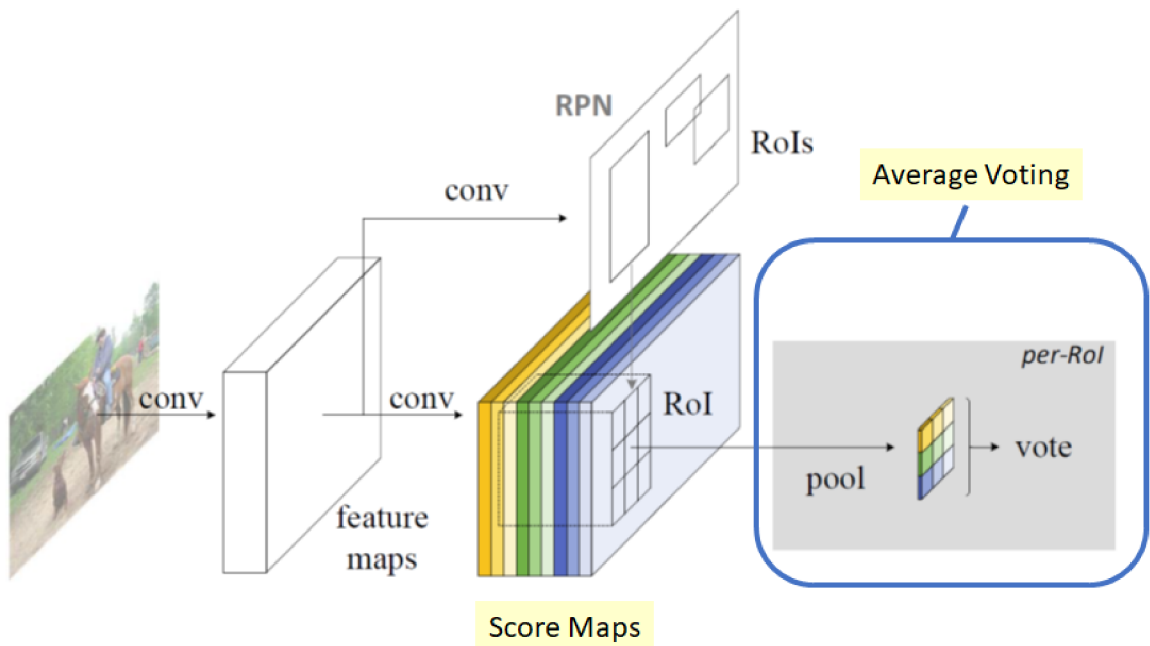 RPN
RoIs
Average Voting
conv
per-RoI
conv
conv
RoI
pool
vote
feature
maps
Score Maps